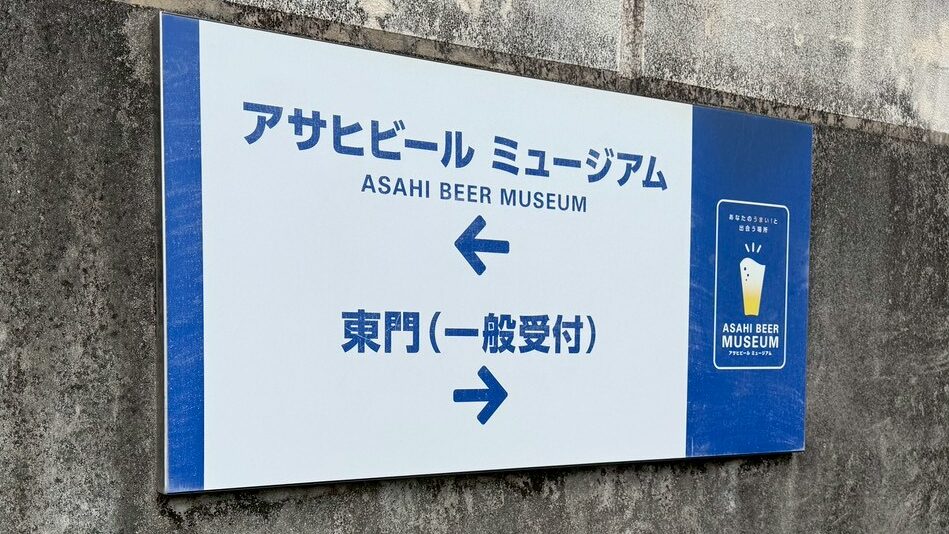 アサヒビール ミュージアム
ASAHI BEER MUSEUM
←
東門(一般受付)
→
あなたのうまい!と
出会う場所
ASAHI BEER
MUSEUM
アサヒビール ミュージアム